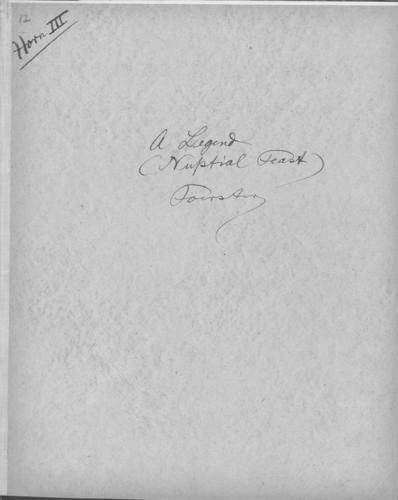 12
Horn III
A Legend
(Nuptial Feast)
Foerster